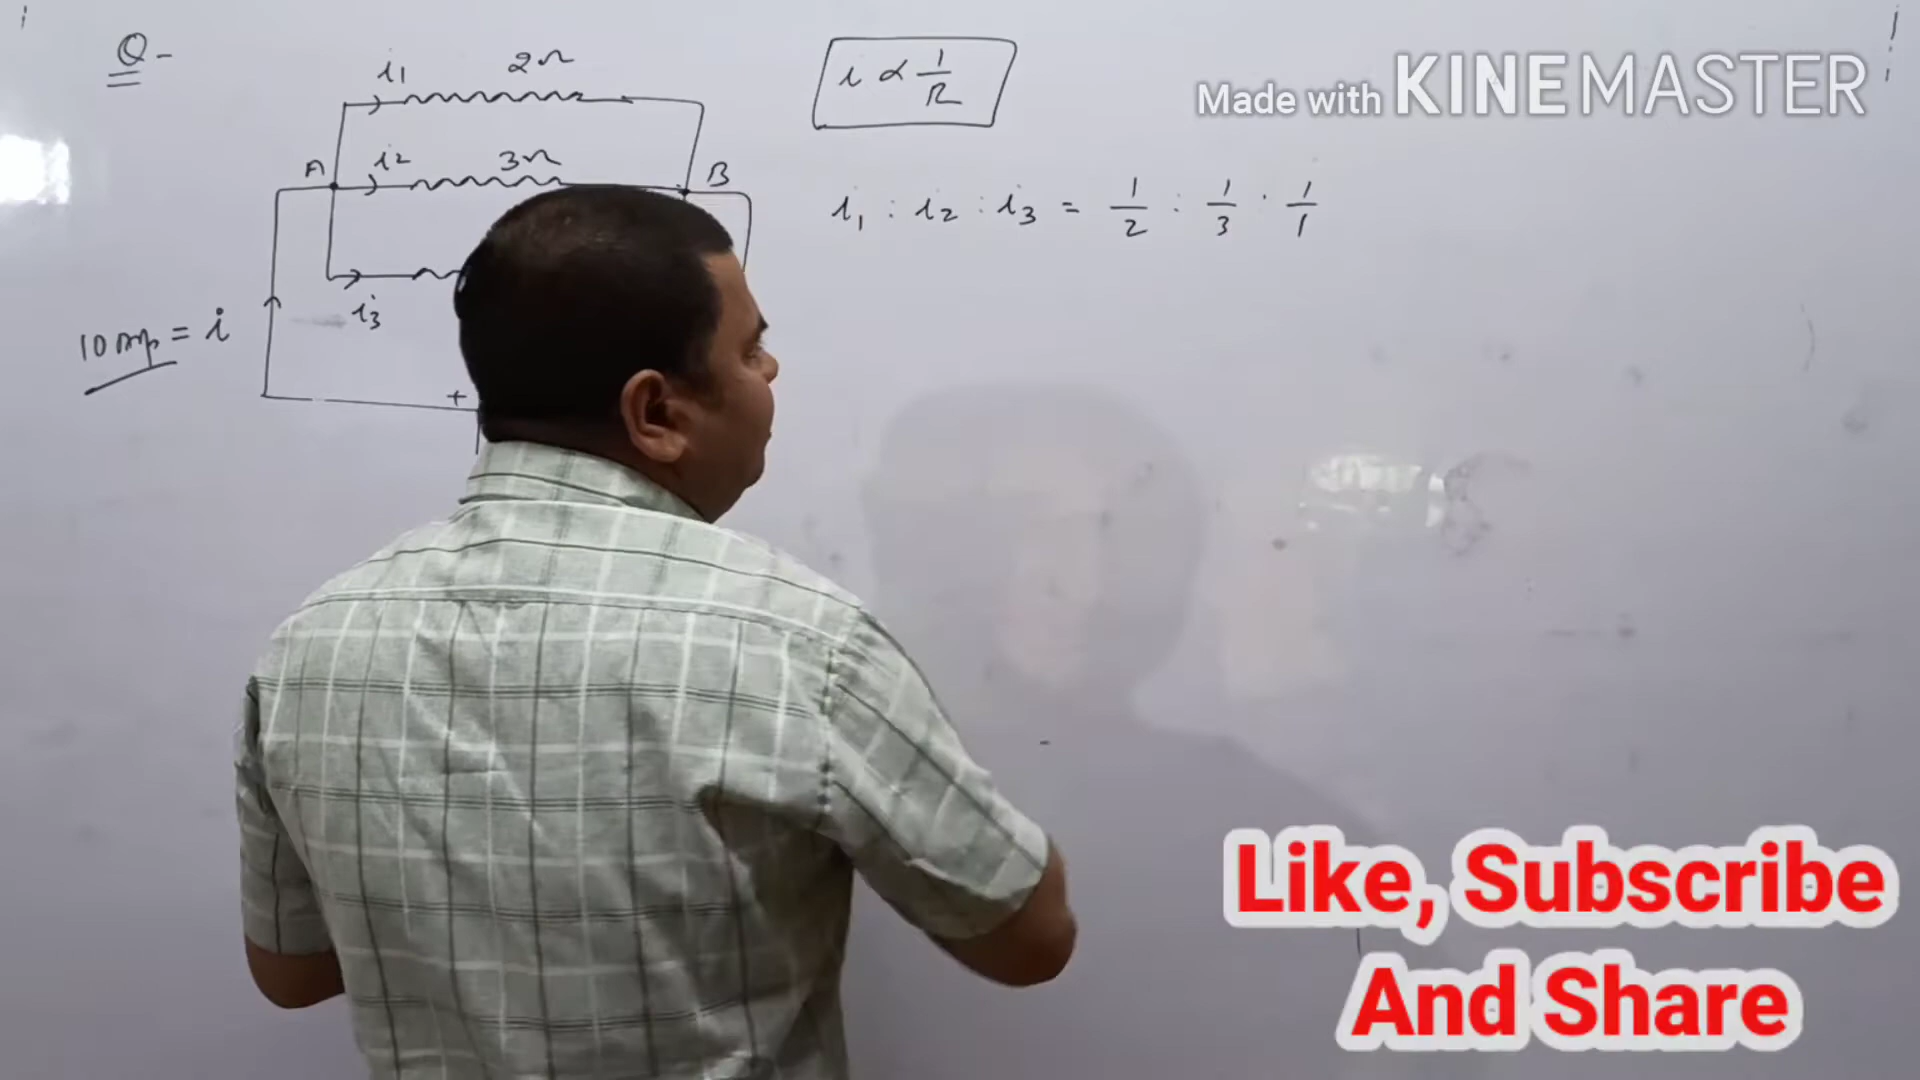 Q-
i1 2Ω
i ∝ 1/R
Made with KINEMASTER
A i2 3Ω B
i1 : i2 : i3 = 1/2 : 1/3 : 1/1
i3
10 Amp = i
+
Like, Subscribe
And Share